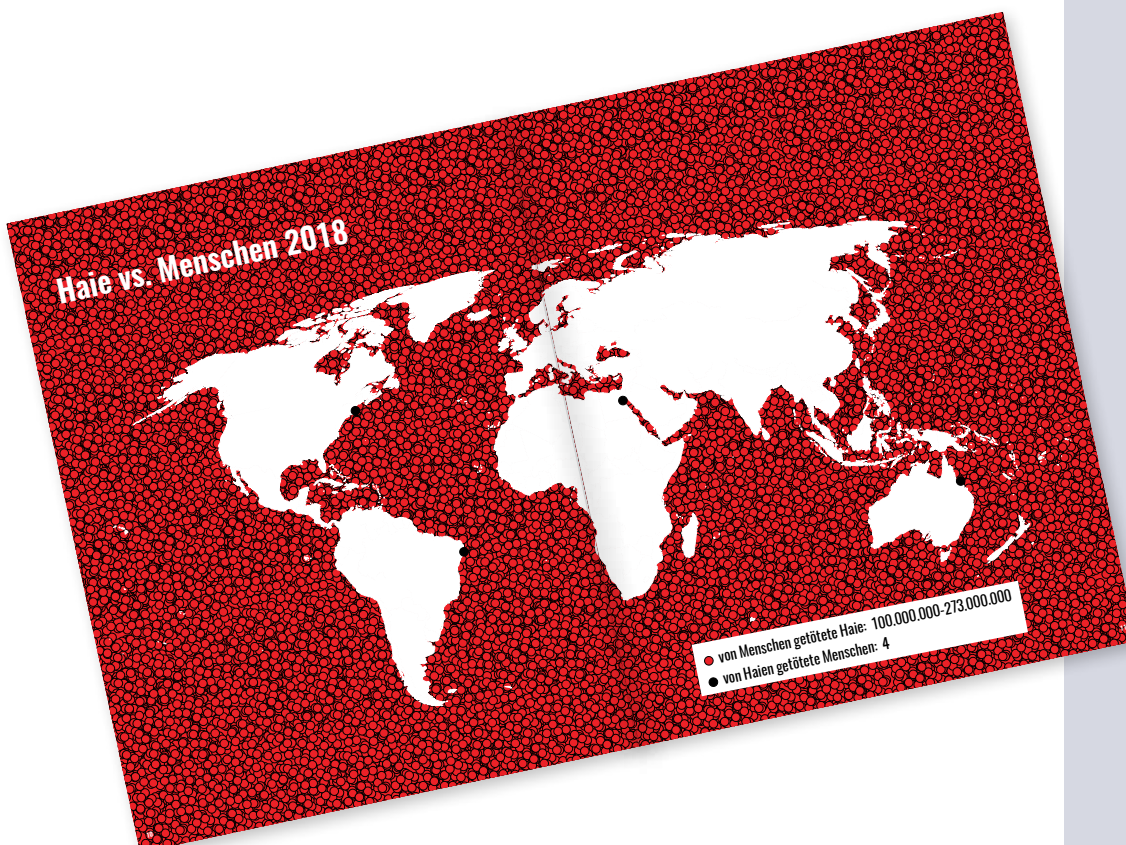 Haie vs. Menschen 2018
von Menschen getötete Haie: 100.000.000-273.000.000
von Haien getötete Menschen: 4